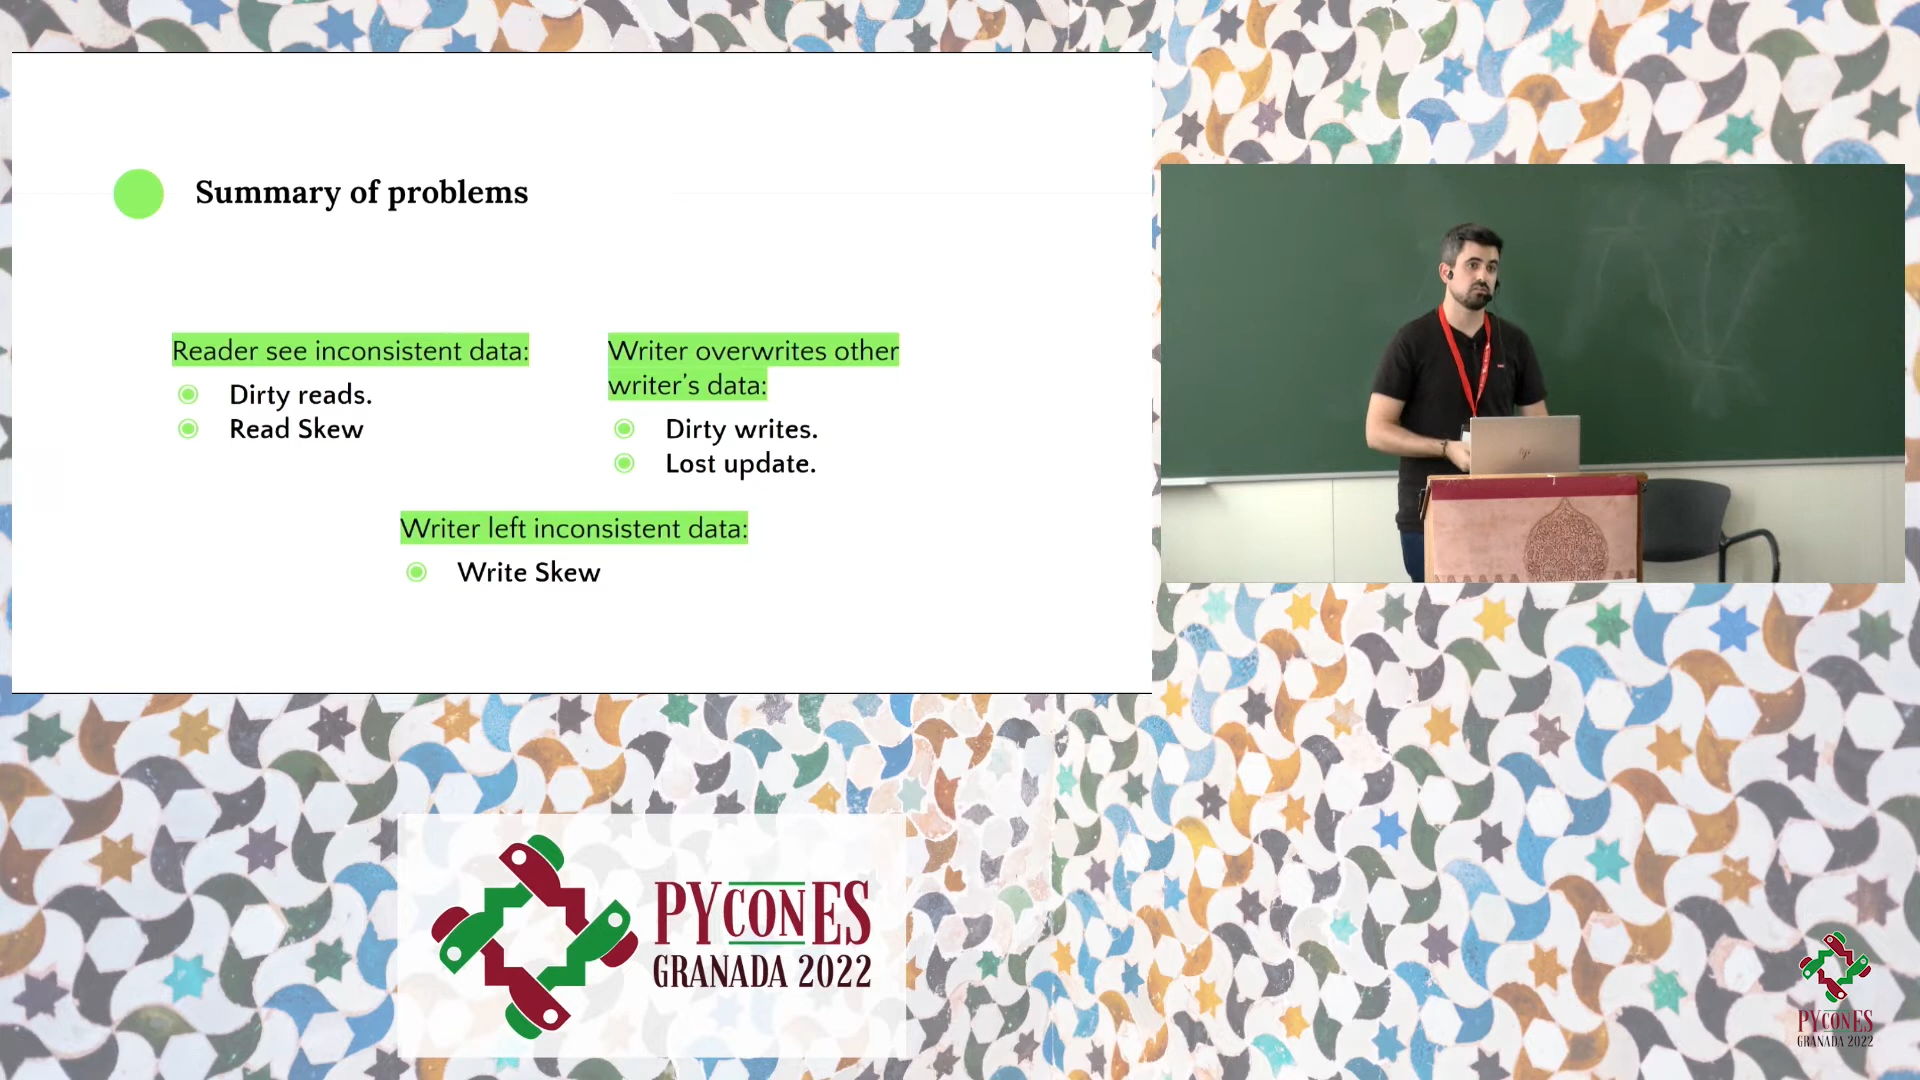 Summary of problems
Reader see inconsistent data:
Dirty reads.
Read Skew
Writer overwrites other
writer's data:
Dirty writes.
Lost update.
Writer left inconsistent data:
Write Skew
PYCONES
GRANADA 2022
PYCONES
GRANADA 2022